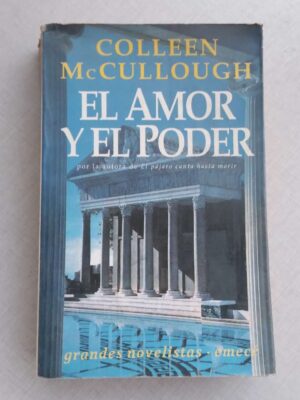 COLLEEN
McCULLOUGH
EL AMOR
Y EL PODER
por la autora de El pájaro canta hasta morir
grandes novelistas · emecé